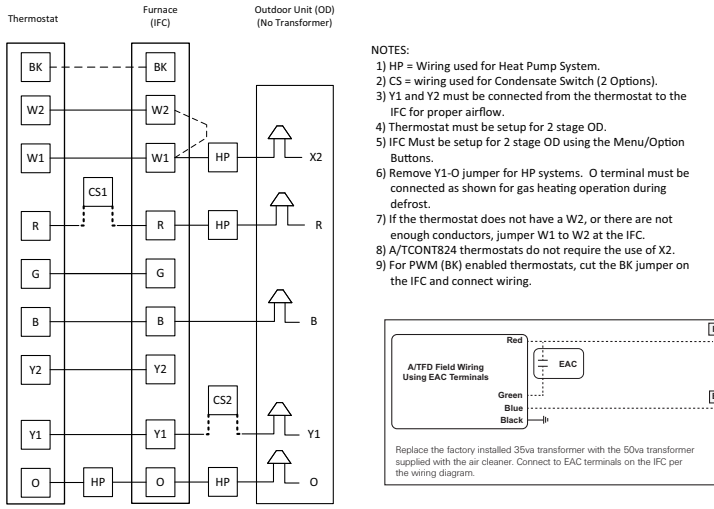 Thermostat
Furnace
(IFC)
Outdoor Unit (OD)
(No Transformer)
BK
BK
W2
W2
W1
W1
HP
X2
CS1
R
R
HP
R
G
G
B
B
B
Y2
Y2
CS2
Y1
Y1
Y1
O
HP
O
HP
O
NOTES:
1) HP = Wiring used for Heat Pump System.
2) CS = wiring used for Condensate Switch (2 Options).
3) Y1 and Y2 must be connected from the thermostat to the
IFC for proper airflow.
4) Thermostat must be setup for 2 stage OD.
5) IFC Must be setup for 2 stage OD using the Menu/Option
Buttons.
6) Remove Y1-O jumper for HP systems. O terminal must be
connected as shown for gas heating operation during
defrost.
7) If the thermostat does not have a W2, or there are not
enough conductors, jumper W1 to W2 at the IFC.
8) A/TCONT824 thermostats do not require the use of X2.
9) For PWM (BK) enabled thermostats, cut the BK jumper on
the IFC and connect wiring.
Red
A/TFD Field Wiring
Using EAC Terminals
EAC
Green
Blue
Black
Replace the factory installed 35va transformer with the 50va transformer
supplied with the air cleaner. Connect to EAC terminals on the IFC per
the wiring diagram.